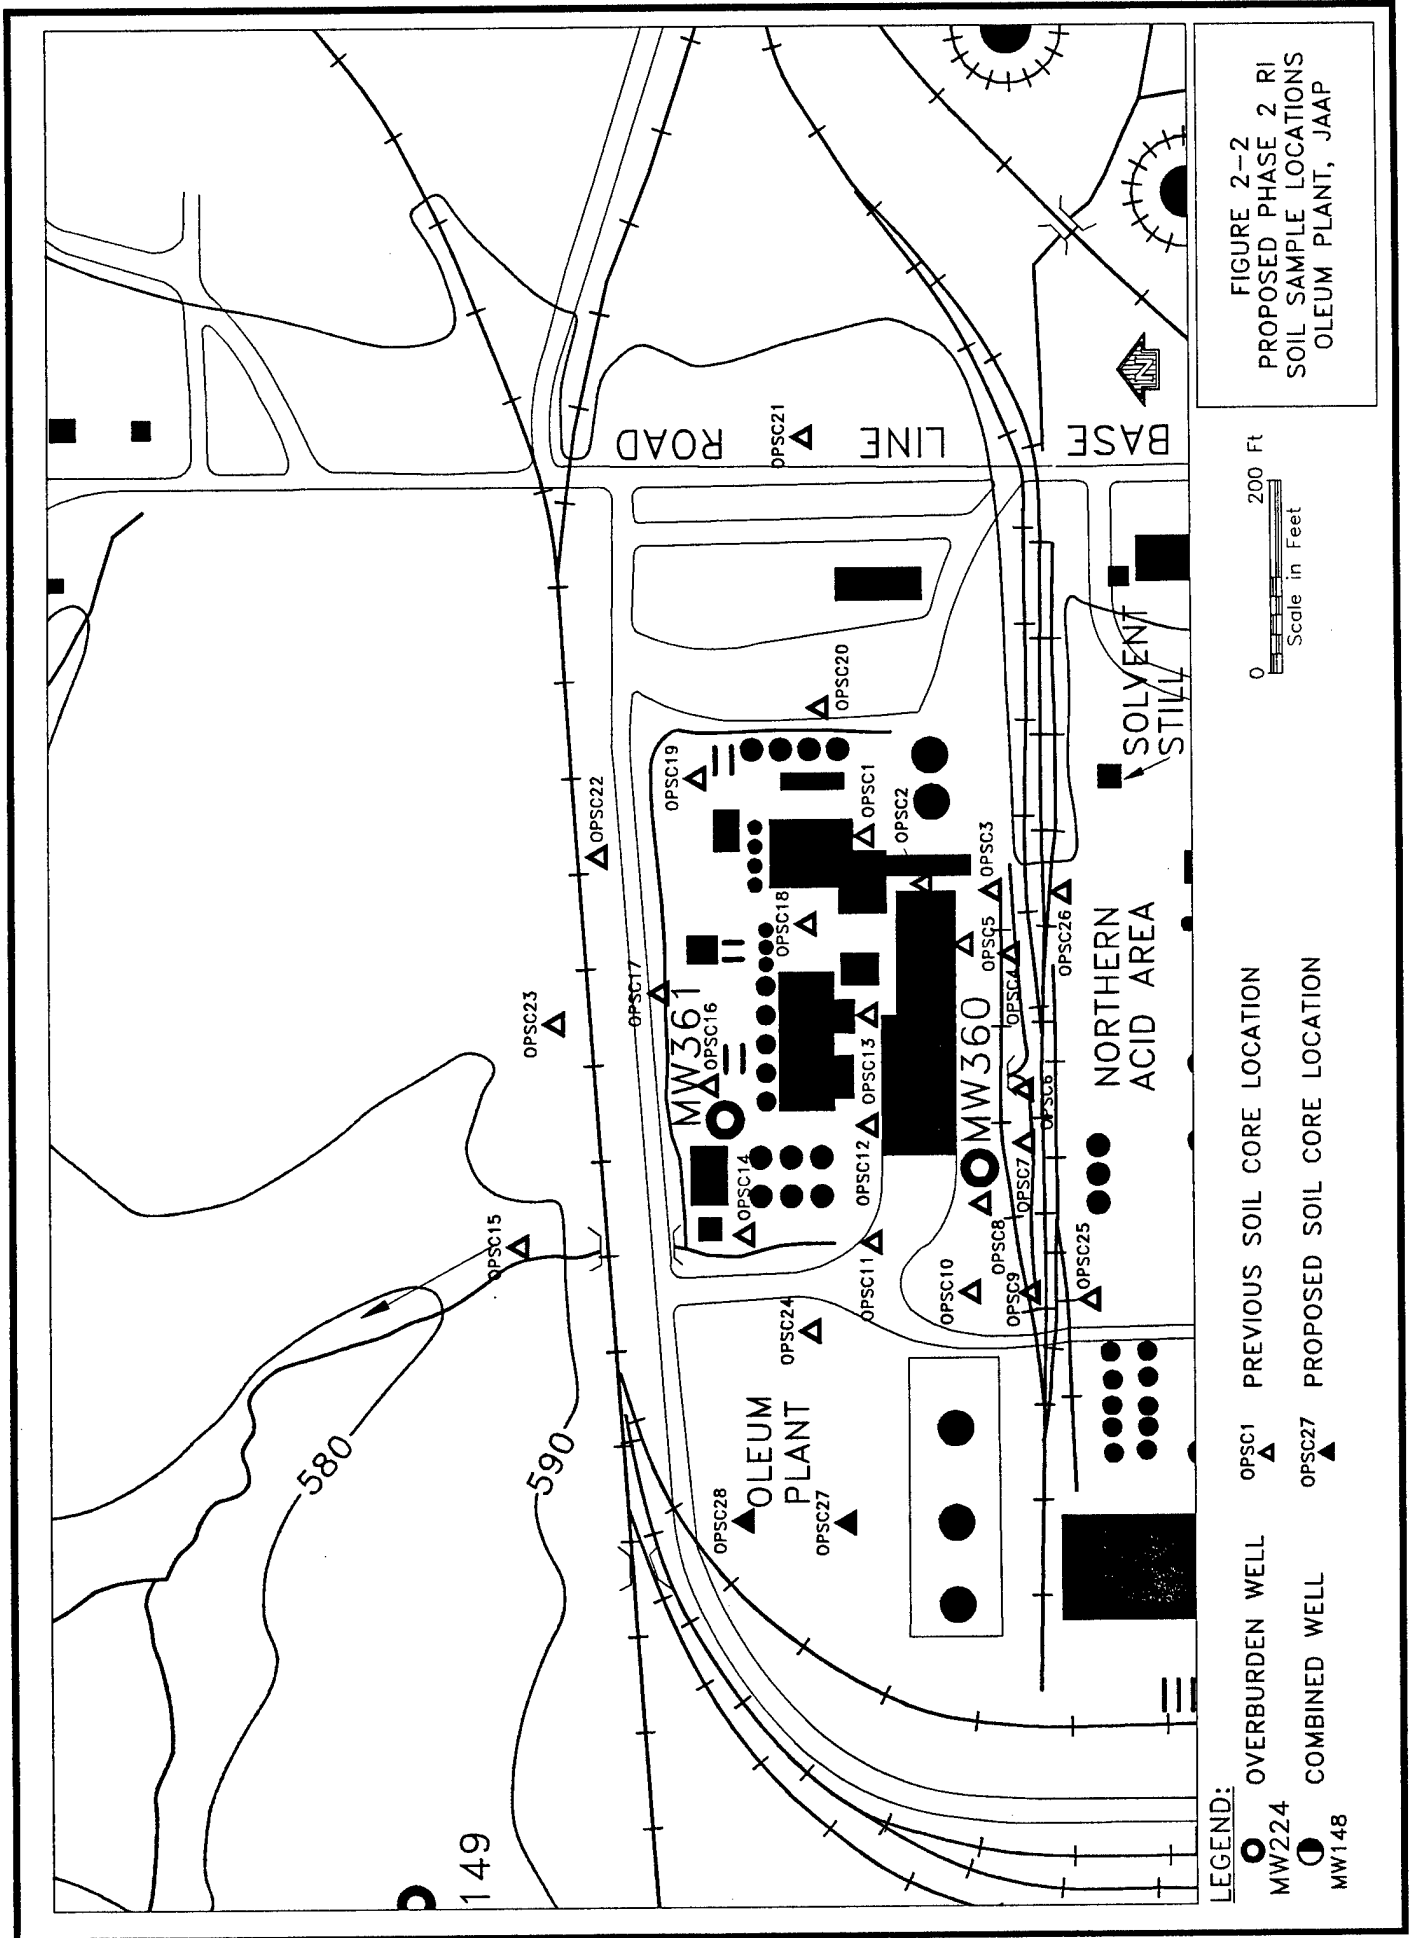 FIGURE 2-2
PROPOSED PHASE 2 RI
SOIL SAMPLE LOCATIONS
OLEUM PLANT, JAAP
N
BASE LINE ROAD
OPSC21
OPSC20
OPSC19
OPSC22
OPSC1
OPSC2
OPSC3
OPSC18
OPSC5
OPSC4
OPSC26
OPSC17
OPSC23
MW361
OPSC16
OPSC13
MW360
OPSC6
OPSC12
OPSC7
OPSC14
OPSC15
OPSC8
OPSC25
OPSC11
OPSC10
OPSC9
OPSC24
SOLVENT
STILL
NORTHERN
ACID AREA
OLEUM
PLANT
OPSC28
OPSC27
580
590
149
0 200 Ft
Scale in Feet
LEGEND:
MW224 OVERBURDEN WELL
MW148 COMBINED WELL
OPSC1 PREVIOUS SOIL CORE LOCATION
OPSC27 PROPOSED SOIL CORE LOCATION